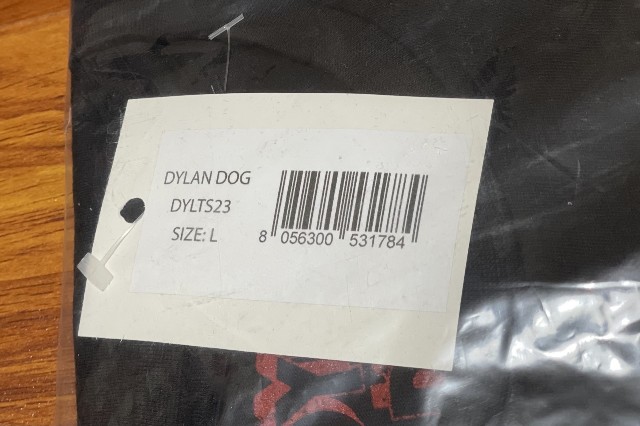 DYLAN DOG
DYLTS23
SIZE: L
8 056300 531784